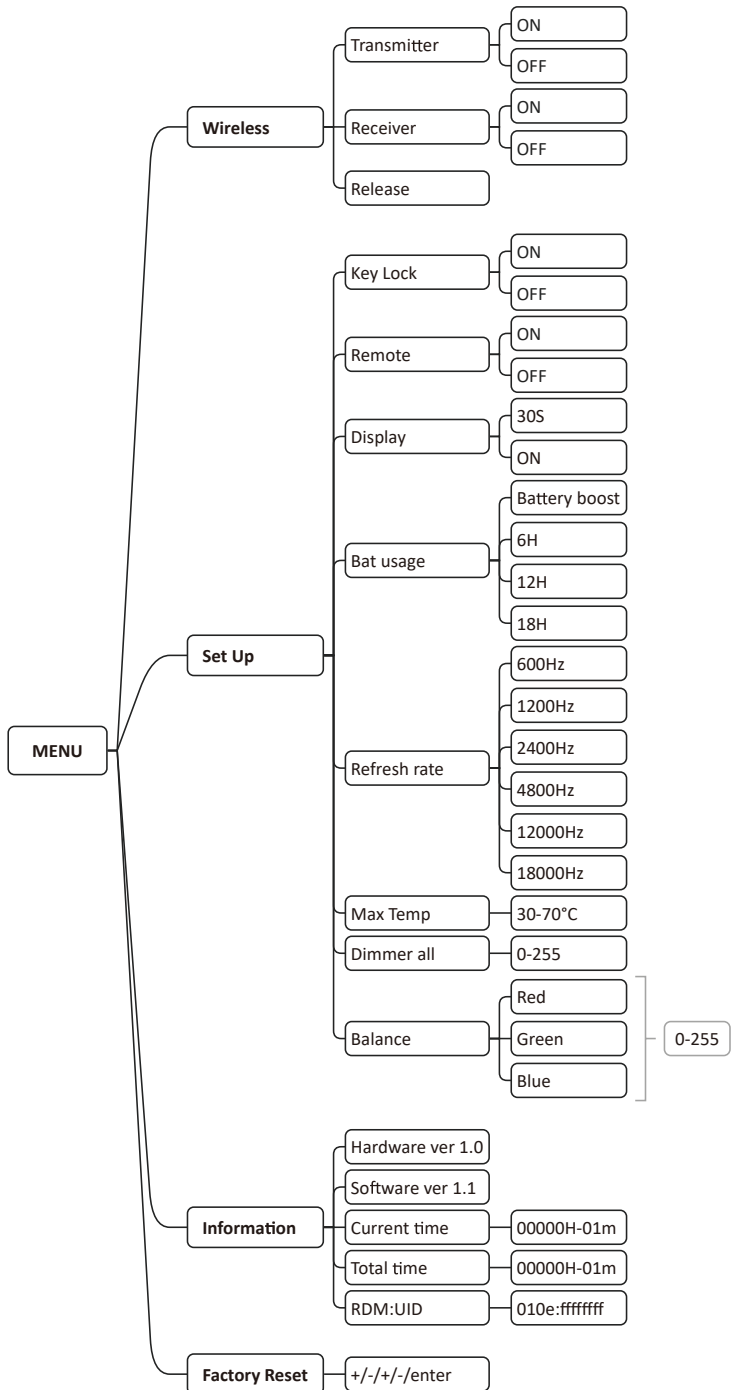 MENU
Wireless
Transmitter
ON
OFF
Receiver
ON
OFF
Release
Set Up
Key Lock
ON
OFF
Remote
ON
OFF
Display
30S
ON
Bat usage
Battery boost
6H
12H
18H
Refresh rate
600Hz
1200Hz
2400Hz
4800Hz
12000Hz
18000Hz
Max Temp
30-70°C
Dimmer all
0-255
Balance
Red
Green
Blue
0-255
Information
Hardware ver 1.0
Software ver 1.1
Current time
00000H-01m
Total time
00000H-01m
RDM:UID
010e:ffffffff
Factory Reset
+/-/+/-/enter